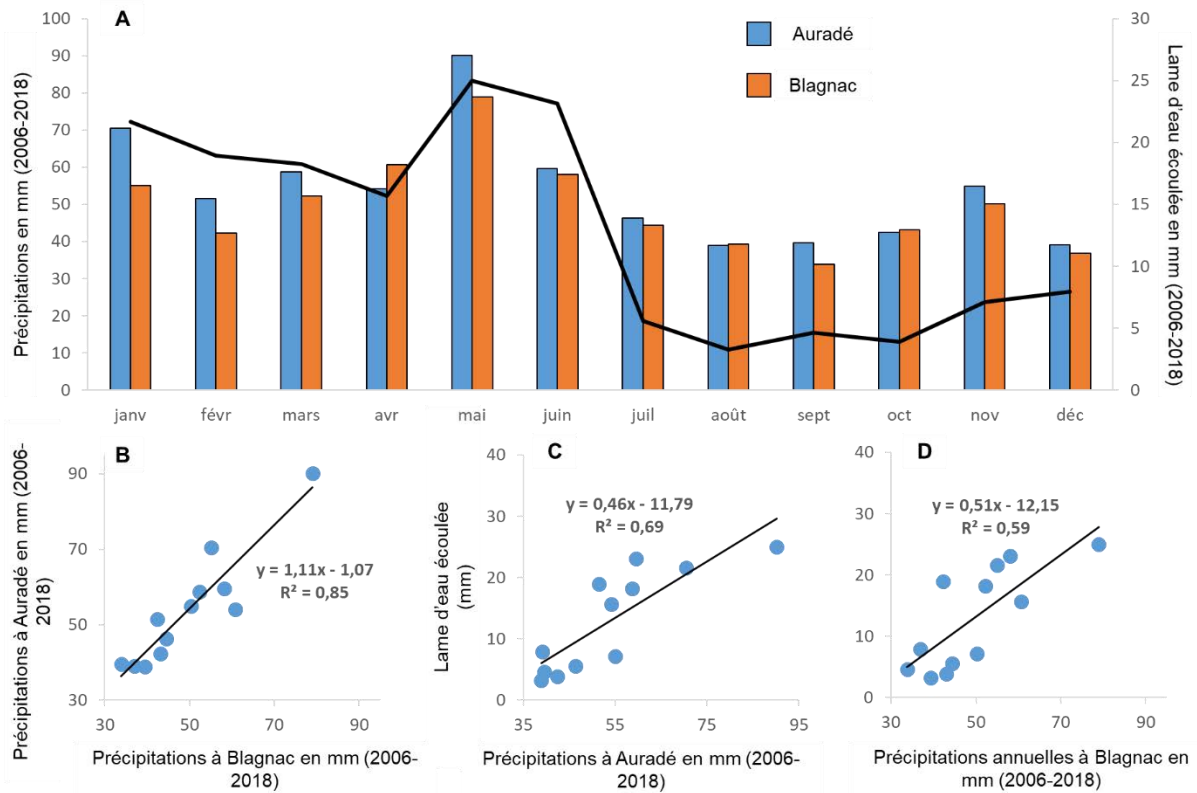 A
Précipitations en mm (2006-2018)
100
90
80
70
60
50
40
30
20
10
0
Auradé
Blagnac
30
25
20
15
10
5
0
Lame d'eau écoulée en mm (2006-2018)
janv févr mars avr mai juin juil août sept oct nov déc
B
Précipitations à Auradé en mm (2006-
2018)
90
70
50
30
y = 1,11x - 1,07
R² = 0,85
30 50 70 90
Précipitations à Blagnac en mm (2006-
2018)
C
Lame d'eau écoulée
(mm)
40
30
20
10
0
y = 0,46x - 11,79
R² = 0,69
35 55 75 95
Précipitations à Auradé en mm (2006-
2018)
D
40
30
20
10
0
y = 0,51x - 12,15
R² = 0,59
30 50 70 90
Précipitations annuelles à Blagnac en
mm (2006-2018)